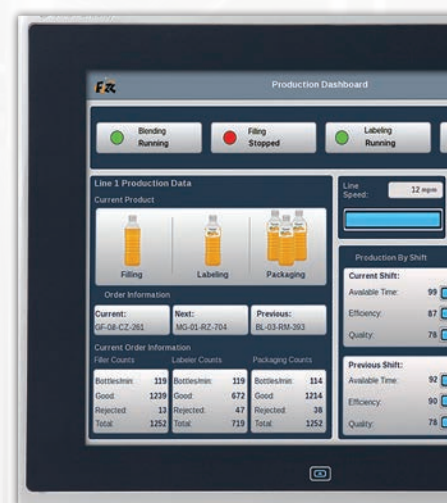 Fizz
Production Dashboard
Blending
Running
Filling
Stopped
Labeling
Running
Line 1 Production Data
Current Product
Filling
Labeling
Packaging
Order Information
Current:
GF-08-CZ-261
Next:
MG-01-RZ-704
Previous:
BL-03-RM-393
Current Order Information
Filler Counts
Labeler Counts
Packaging Counts
Bottles/min: 119
Good: 1239
Rejected: 13
Total: 1252
Bottles/min: 119
Good: 672
Rejected: 47
Total: 719
Bottles/min: 114
Good: 1214
Rejected: 38
Total: 1252
Line
Speed:
12 mpm
Production By Shift
Current Shift:
Available Time: 99
Efficiency: 87
Quality: 76
Previous Shift:
Available Time: 92
Efficiency: 90
Quality: 78